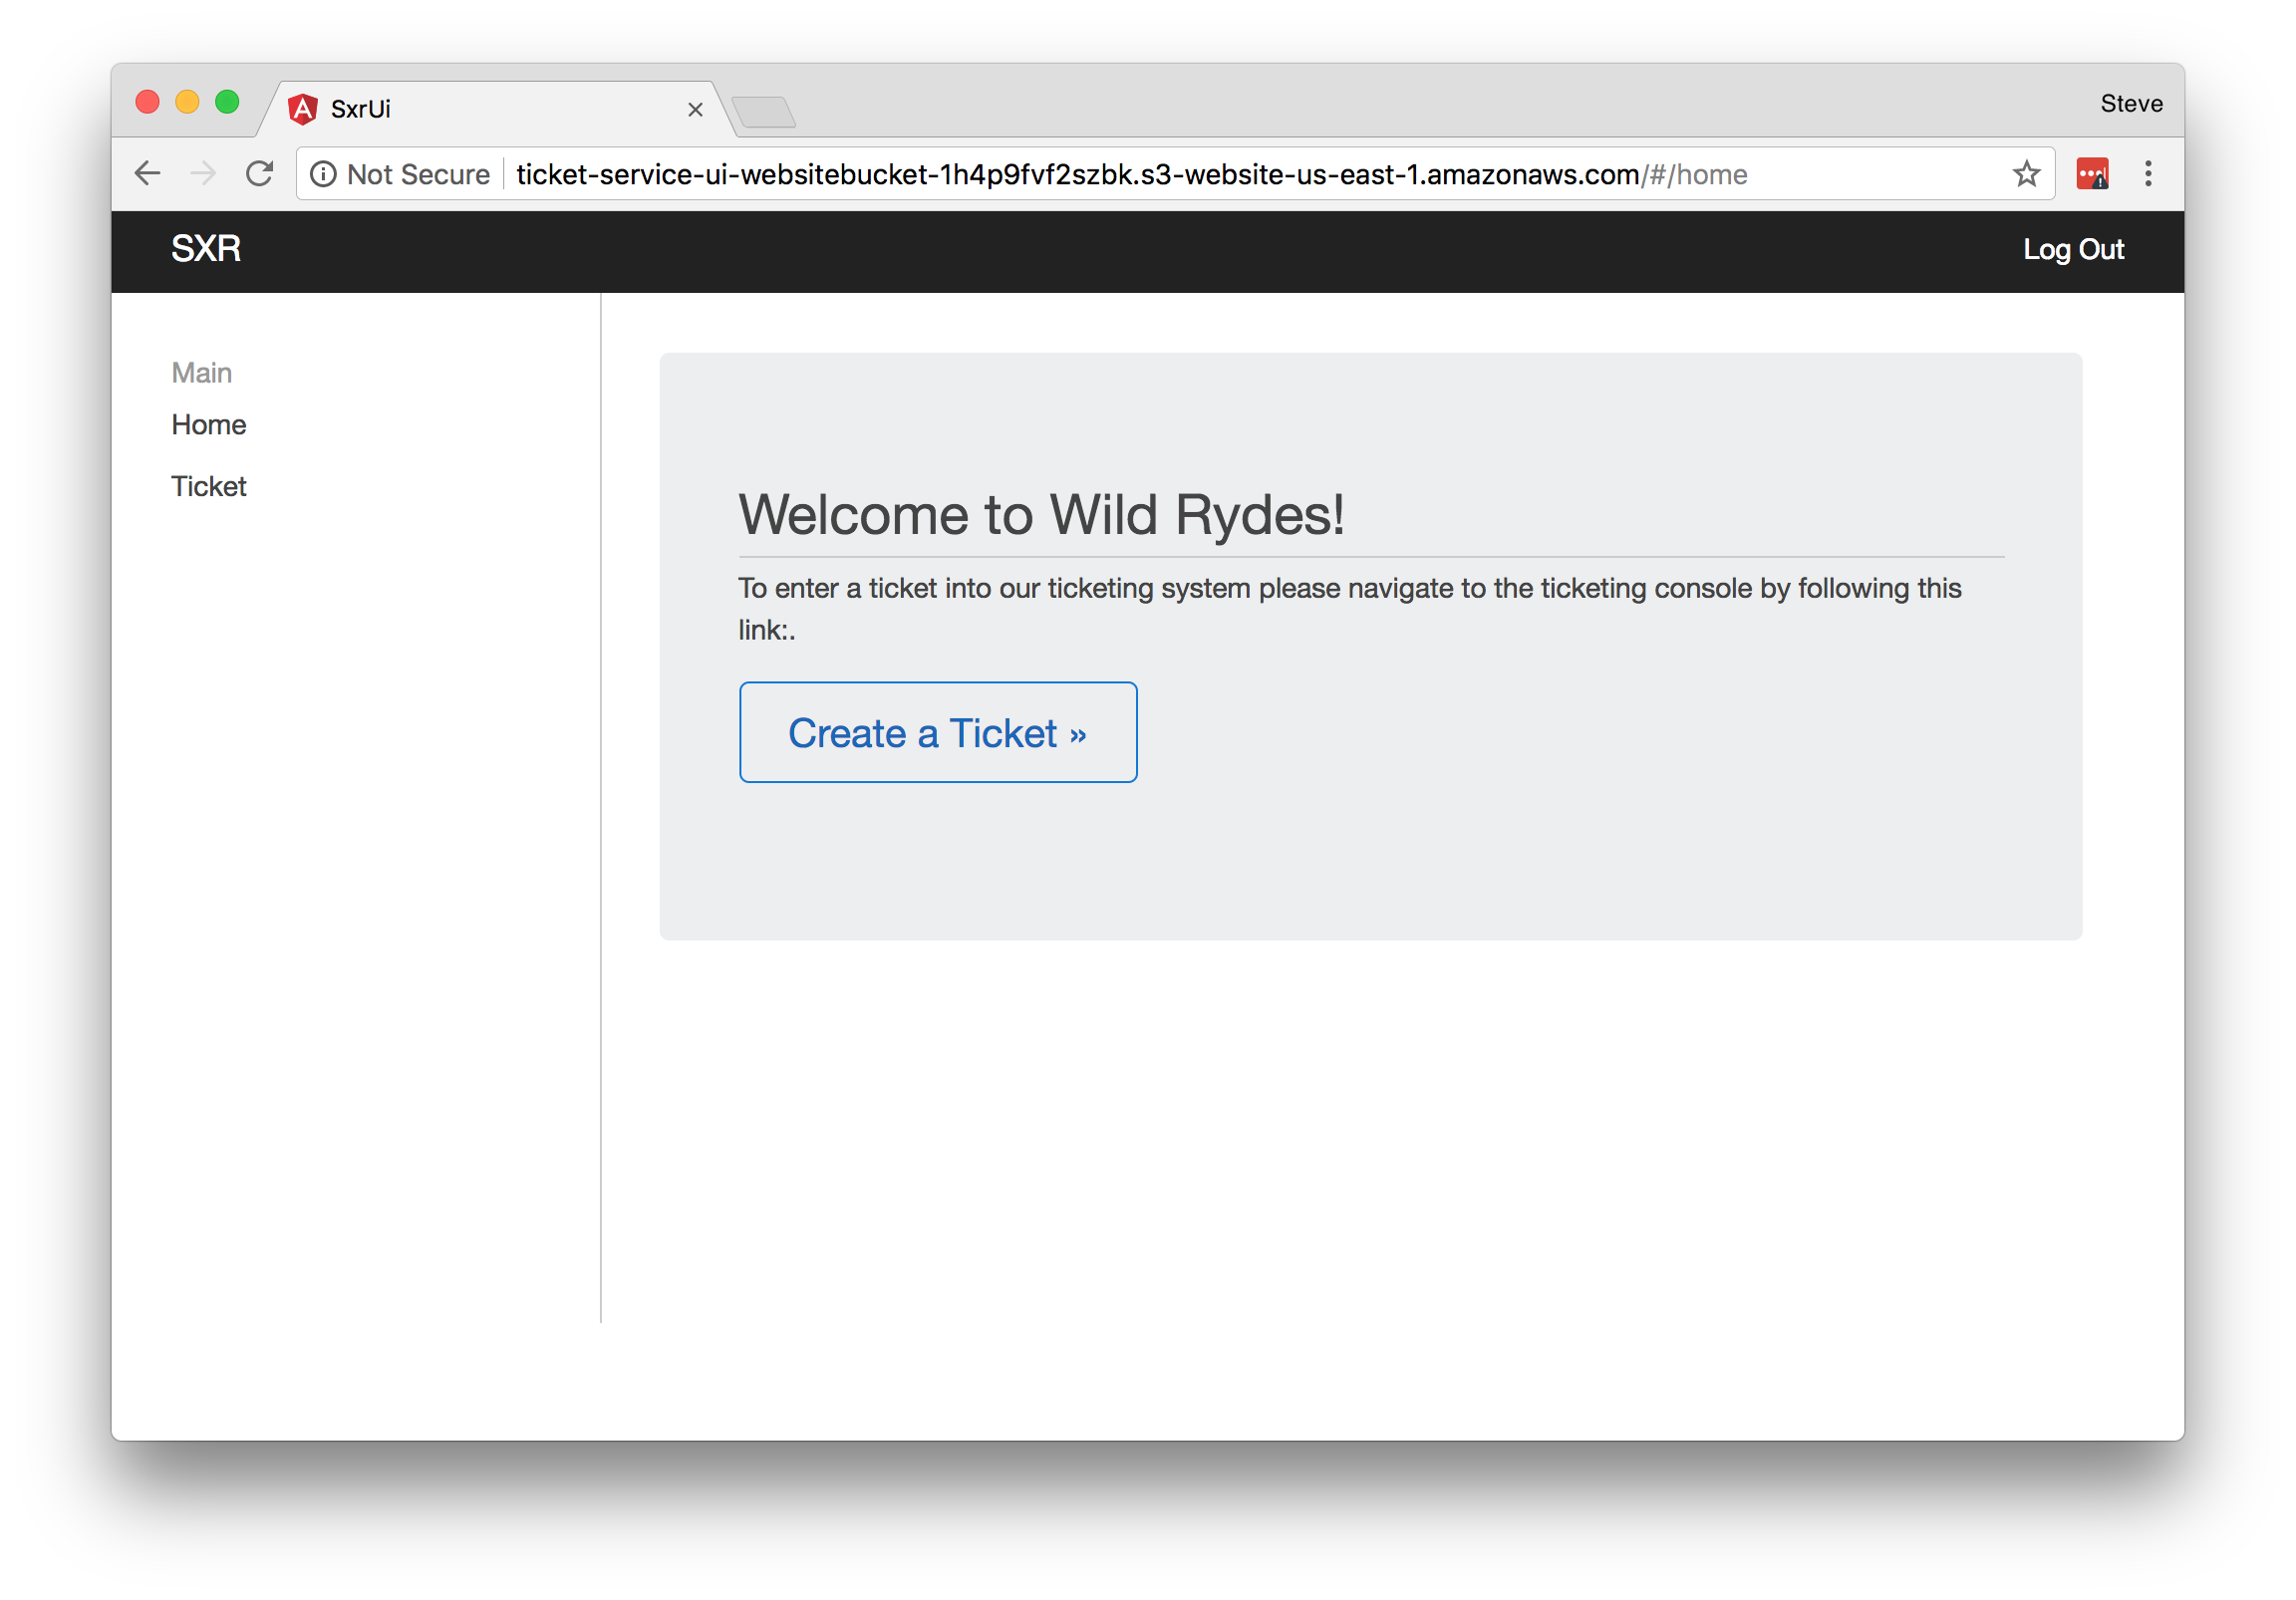 SxrUi
Steve
Not Secure ticket-service-ui-websitebucket-1h4p9fvf2szbk.s3-website-us-east-1.amazonaws.com/#/home
SXR
Log Out
Main
Home
Ticket
Welcome to Wild Rydes!
To enter a ticket into our ticketing system please navigate to the ticketing console by following this
link:.
Create a Ticket »